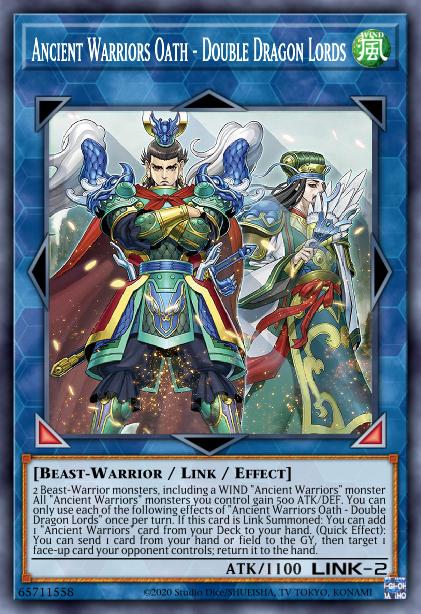 ANCIENT WARRIORS OATH - DOUBLE DRAGON LORDS
WIND
風
[BEAST-WARRIOR / LINK / EFFECT]
2 Beast-Warrior monsters, including a WIND "Ancient Warriors" monster
All "Ancient Warriors" monsters you control gain 500 ATK/DEF. You can
only use each of the following effects of "Ancient Warriors Oath - Double
Dragon Lords" once per turn. If this card is Link Summoned: You can add
1 "Ancient Warriors" card from your Deck to your hand. (Quick Effect):
You can send 1 card from your hand or field to the GY, then target 1
face-up card your opponent controls; return it to the hand.
ATK/1100 LINK-2
65711558 ©2020 Studio Dice/SHUEISHA, TV TOKYO, KONAMI